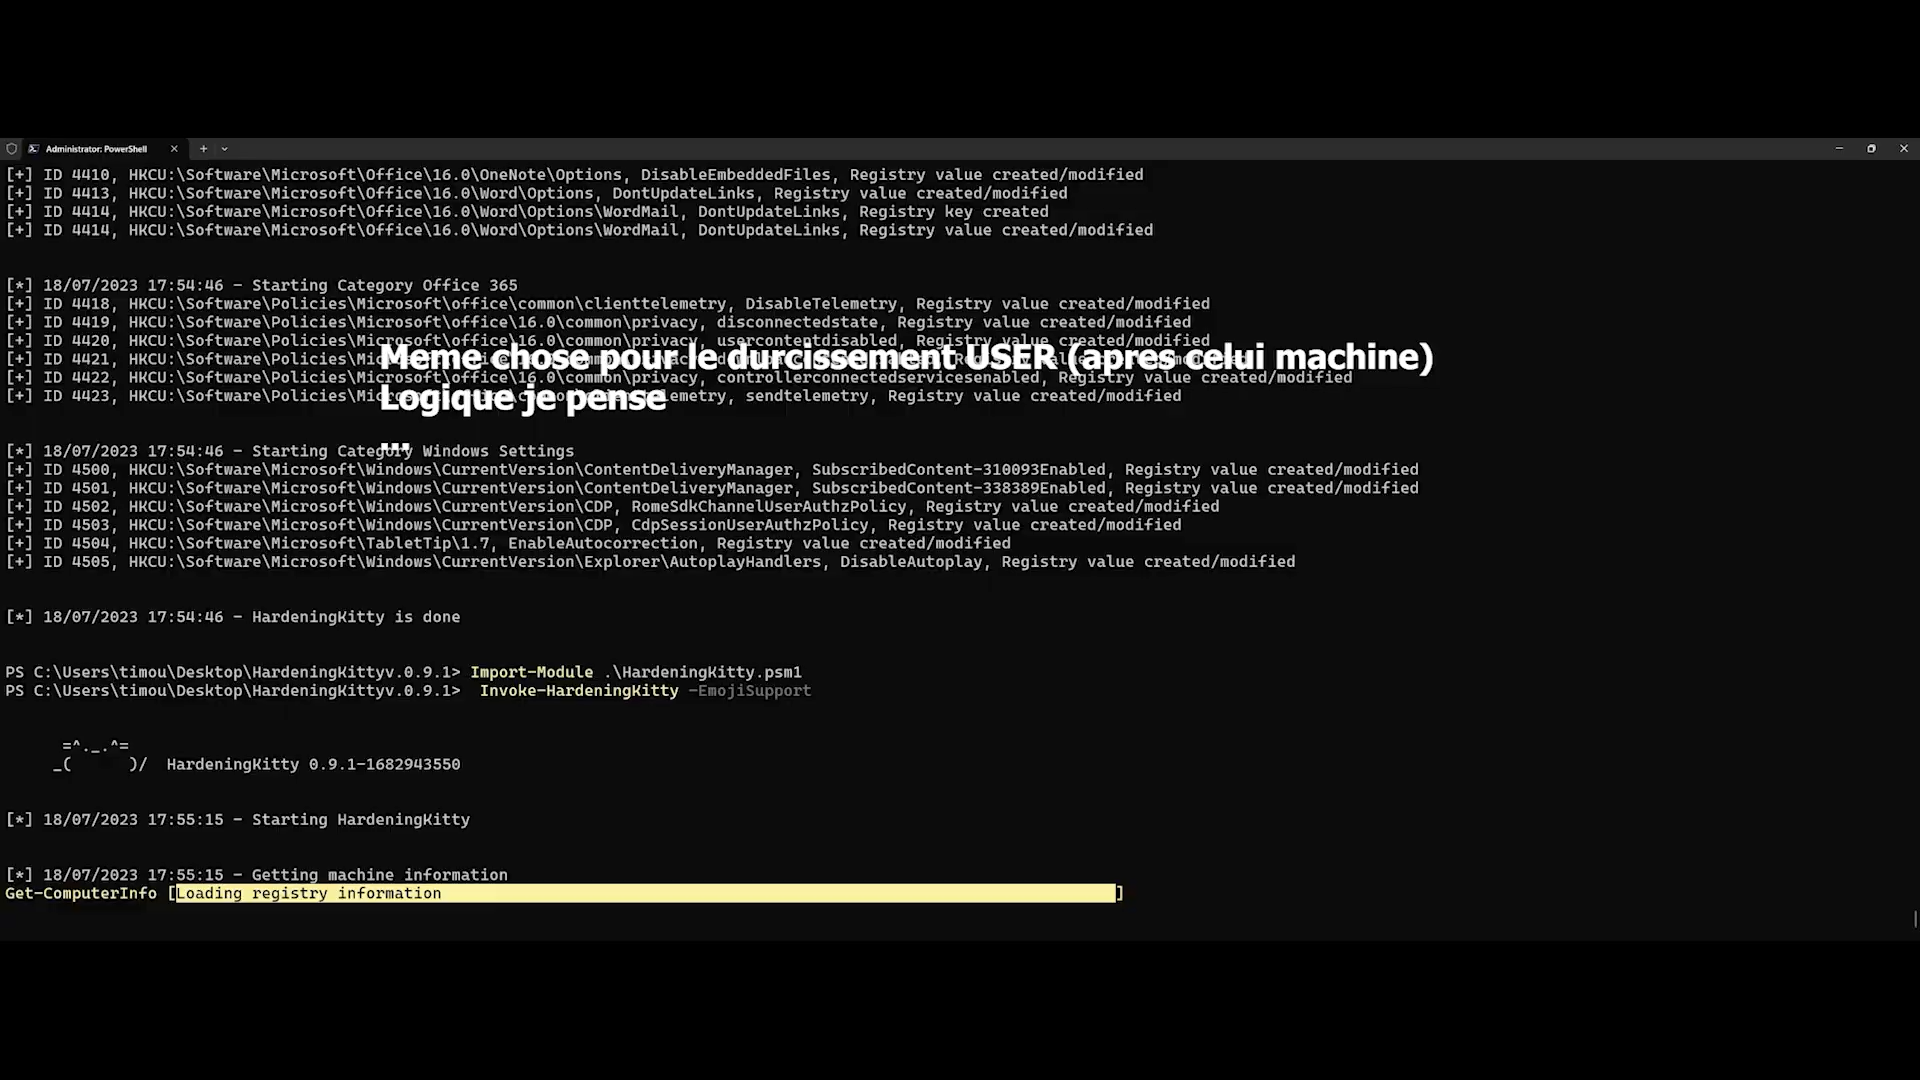 Administrator: PowerShell
[+] ID 4410, HKCU:\Software\Microsoft\Office\16.0\OneNote\Options, DisableEmbeddedFiles, Registry value created/modified
[+] ID 4413, HKCU:\Software\Microsoft\Office\16.0\Word\Options, DontUpdateLinks, Registry value created/modified
[+] ID 4414, HKCU:\Software\Microsoft\Office\16.0\Word\Options\WordMail, DontUpdateLinks, Registry key created
[+] ID 4414, HKCU:\Software\Microsoft\Office\16.0\Word\Options\WordMail, DontUpdateLinks, Registry value created/modified
[*] 18/07/2023 17:54:46 - Starting Category Office 365
[+] ID 4418, HKCU:\Software\Policies\Microsoft\office\common\clienttelemetry, DisableTelemetry, Registry value created/modified
[+] ID 4419, HKCU:\Software\Policies\Microsoft\office\16.0\common\privacy, disconnectedstate, Registry value created/modified
[+] ID 4420, HKCU:\Software\Policies\Microsoft\office\16.0\common\privacy, usercontentdisabled, Registry value created/modified
[+] ID 4421, HKCU:\Software\Policies\
Meme chose pour le durcissement USER (apres celui machine)
[+] ID 4422, HKCU:\Software\Policies\Microsoft\office\16.0\common\privacy, controllerconnectedservicesenabled, Registry value created/modified
[+] ID 4423, HKCU:\Software\Policies\ sendtelemetry, Registry value created/modified
Logique je pense
...
[*] 18/07/2023 17:54:46 - Starting Category Windows Settings
[+] ID 4500, HKCU:\Software\Microsoft\Windows\CurrentVersion\ContentDeliveryManager, SubscribedContent-310093Enabled, Registry value created/modified
[+] ID 4501, HKCU:\Software\Microsoft\Windows\CurrentVersion\ContentDeliveryManager, SubscribedContent-338389Enabled, Registry value created/modified
[+] ID 4502, HKCU:\Software\Microsoft\Windows\CurrentVersion\CDP, RomeSdkChannelUserAuthzPolicy, Registry value created/modified
[+] ID 4503, HKCU:\Software\Microsoft\Windows\CurrentVersion\CDP, CdpSessionUserAuthzPolicy, Registry value created/modified
[+] ID 4504, HKCU:\Software\Microsoft\TabletTip\1.7, EnableAutocorrection, Registry value created/modified
[+] ID 4505, HKCU:\Software\Microsoft\Windows\CurrentVersion\Explorer\AutoplayHandlers, DisableAutoplay, Registry value created/modified
[*] 18/07/2023 17:54:46 - HardeningKitty is done
PS C:\Users\timou\Desktop\HardeningKittyv.0.9.1> Import-Module .\HardeningKitty.psm1
PS C:\Users\timou\Desktop\HardeningKittyv.0.9.1>  Invoke-HardeningKitty -EmojiSupport
=^._.^=
_(      )/  HardeningKitty 0.9.1-1682943550
[*] 18/07/2023 17:55:15 - Starting HardeningKitty
[*] 18/07/2023 17:55:15 - Getting machine information
Get-ComputerInfo [Loading registry information ]